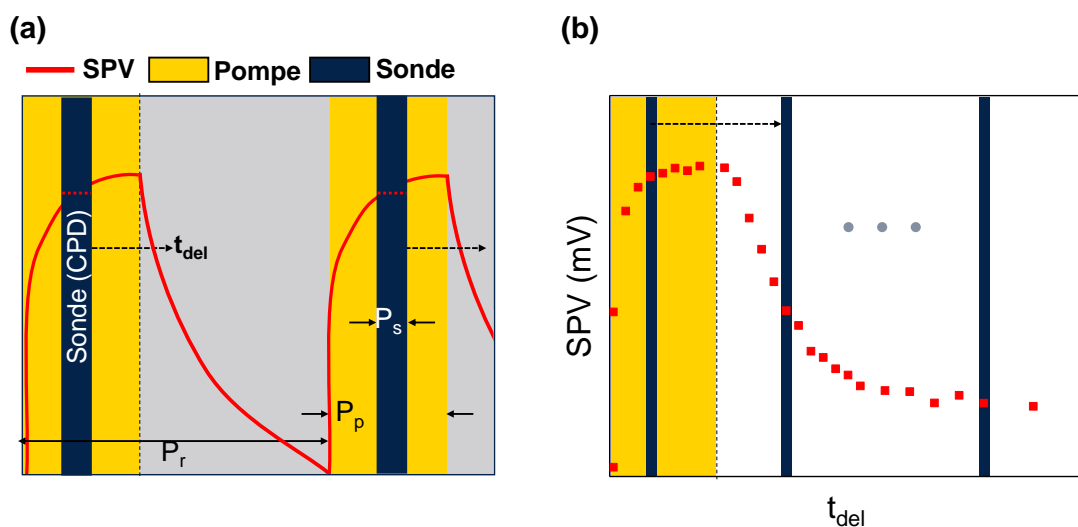 (a)
SPV Pompe Sonde
Sonde (CPD)
t_del
P_s
P_p
P_r
(b)
SPV (mV)
t_del